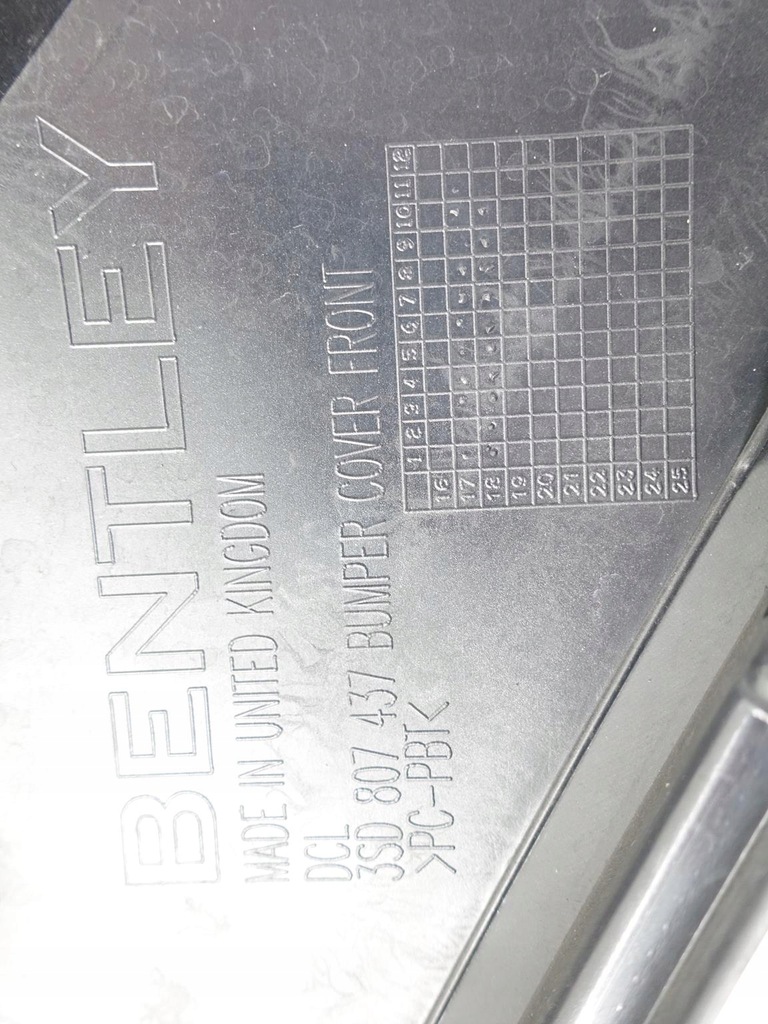 BENTLEY
MADE IN UNITED KINGDOM
DCL
3SD 807 437 BUMPER COVER FRONT
>PC-PBT<
1 2 3 4 5 6 7 8 9 10 11 12
16
17
18
19
20
21
22
23
24
25